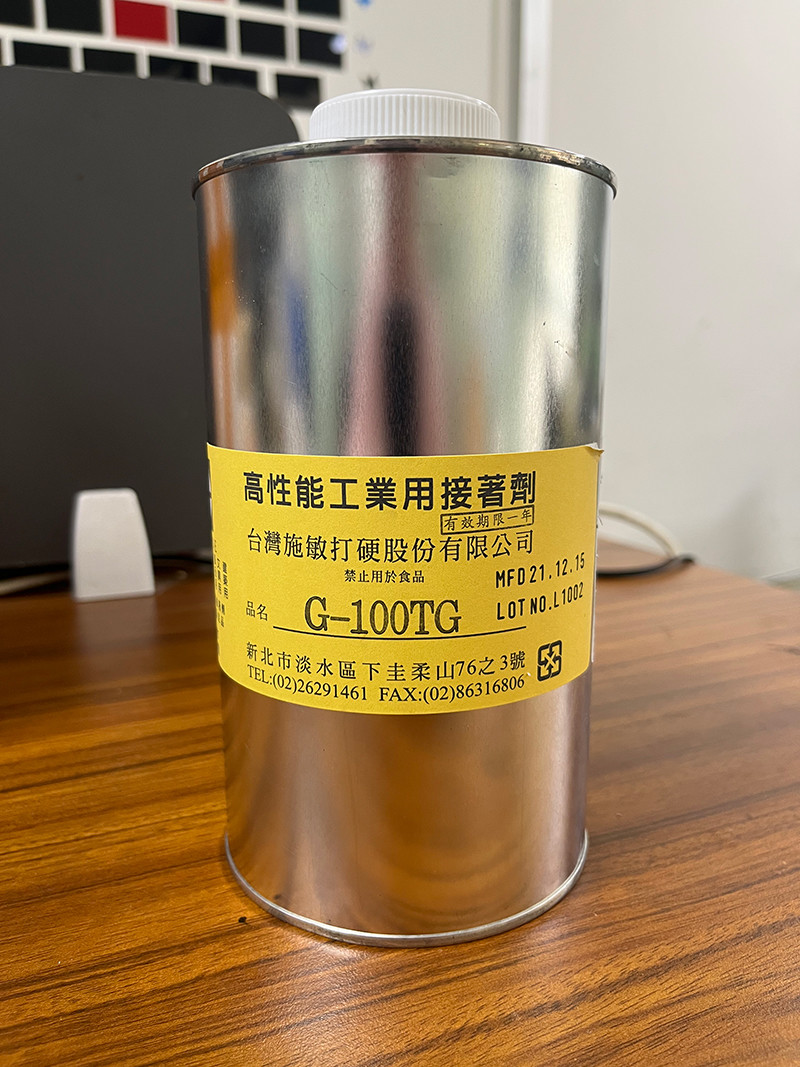 高性能工業用接著劑
有效期限一年
台灣施敏打硬股份有限公司
禁止用於食品
MFD 21.12.15
品名 G-100TG
LOT NO.L1002
新北市淡水區下圭柔山76之3號
TEL:(02)26291461 FAX:(02)86316806